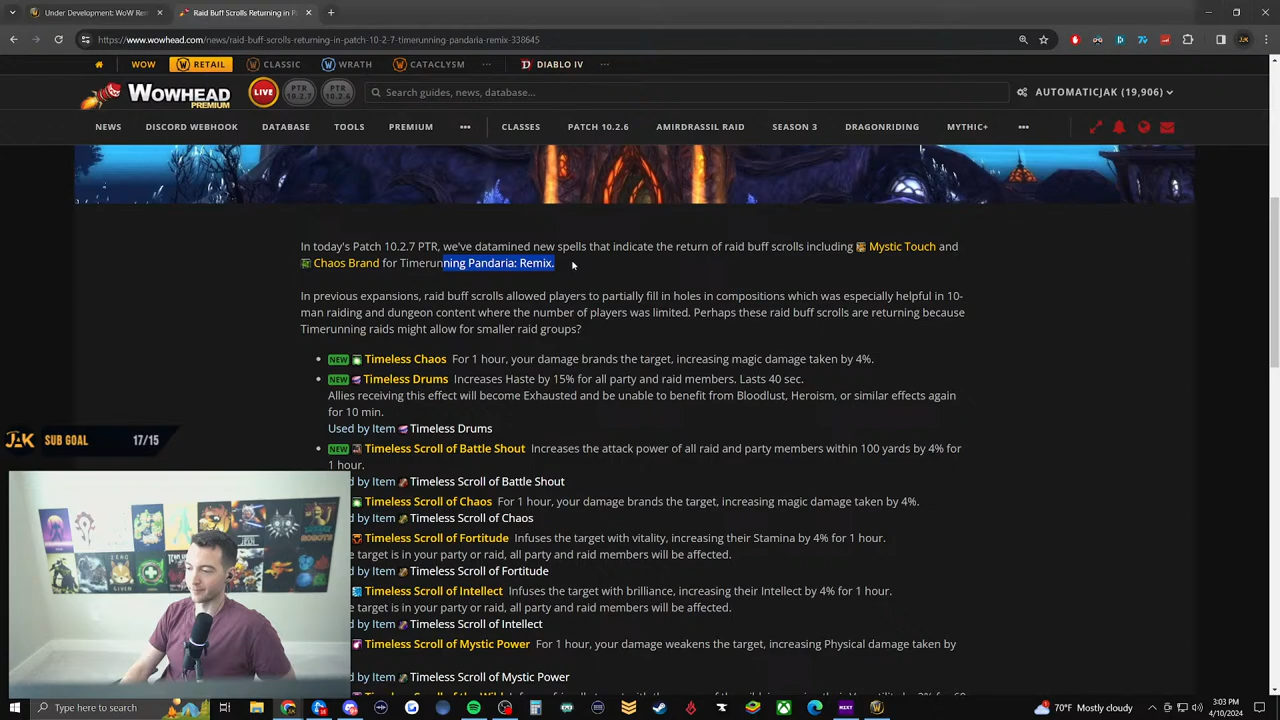 Under Development: WoW Rem
Raid Buff Scrolls Returning in P
https://www.wowhead.com/news/raid-buff-scrolls-returning-in-patch-10-2-7-timerunning-pandaria-remix-338645
WOW RETAIL CLASSIC WRATH CATACLYSM DIABLO IV
WOWHEAD
PREMIUM
LIVE
PTR 10.2.7
PTR 10.2.6
Search guides, news, database...
AUTOMATICJAK (19,906)
NEWS DISCORD WEBHOOK DATABASE TOOLS PREMIUM ••• CLASSES PATCH 10.2.6 AMIRDRASSIL RAID SEASON 3 DRAGONRIDING MYTHIC+ •••
In today's Patch 10.2.7 PTR, we've datamined new spells that indicate the return of raid buff scrolls including Mystic Touch and
Chaos Brand for Timerunning Pandaria: Remix.
In previous expansions, raid buff scrolls allowed players to partially fill in holes in compositions which was especially helpful in 10-
man raiding and dungeon content where the number of players was limited. Perhaps these raid buff scrolls are returning because
Timerunning raids might allow for smaller raid groups?
• NEW Timeless Chaos For 1 hour, your damage brands the target, increasing magic damage taken by 4%.
• NEW Timeless Drums Increases Haste by 15% for all party and raid members. Lasts 40 sec.
Allies receiving this effect will become Exhausted and be unable to benefit from Bloodlust, Heroism, or similar effects again
for 10 min.
Used by Item Timeless Drums
JAK SUB GOAL 17/15
• NEW Timeless Scroll of Battle Shout Increases the attack power of all raid and party members within 100 yards by 4% for
1 hour.
d by Item Timeless Scroll of Battle Shout
Timeless Scroll of Chaos For 1 hour, your damage brands the target, increasing magic damage taken by 4%.
d by Item Timeless Scroll of Chaos
Timeless Scroll of Fortitude Infuses the target with vitality, increasing their Stamina by 4% for 1 hour.
e target is in your party or raid, all party and raid members will be affected.
d by Item Timeless Scroll of Fortitude
Timeless Scroll of Intellect Infuses the target with brilliance, increasing their Intellect by 4% for 1 hour.
e target is in your party or raid, all party and raid members will be affected.
d by Item Timeless Scroll of Intellect
Timeless Scroll of Mystic Power For 1 hour, your damage weakens the target, increasing Physical damage taken by
d by Item Timeless Scroll of Mystic Power
Type here to search
70°F Mostly cloudy
3:03 PM
4/10/2024